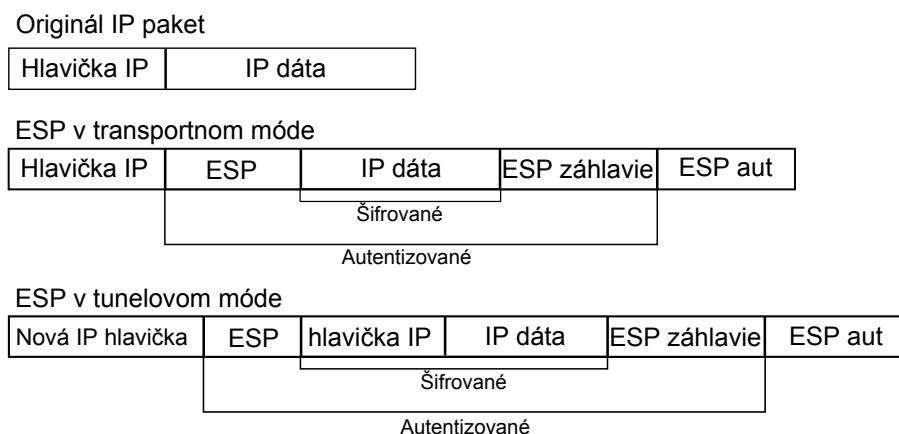 Originál IP paket
Hlavička IP IP dáta
ESP v transportnom móde
Hlavička IP ESP IP dáta ESP záhlavie ESP aut
Šifrované
Autentizované
ESP v tunelovom móde
Nová IP hlavička ESP hlavička IP IP dáta ESP záhlavie ESP aut
Šifrované
Autentizované